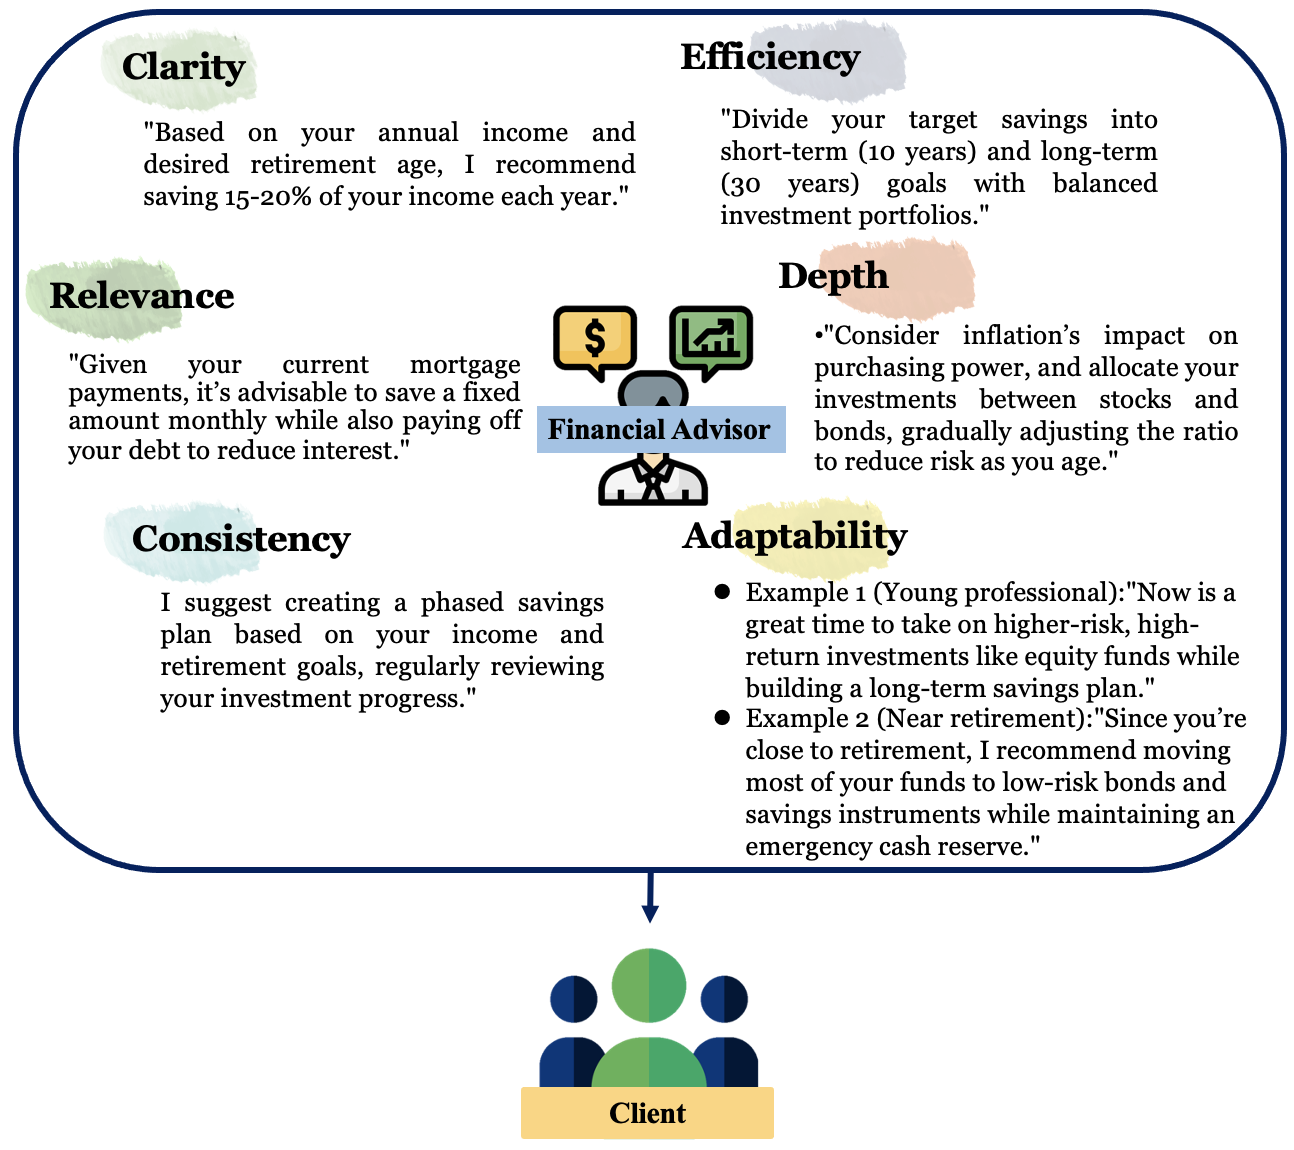 Clarity
"Based on your annual income and
desired retirement age, I recommend
saving 15-20% of your income each year."
Efficiency
"Divide your target savings into
short-term (10 years) and long-term
(30 years) goals with balanced
investment portfolios."
Relevance
"Given your current mortgage
payments, it’s advisable to save a fixed
amount monthly while also paying off
your debt to reduce interest."
$
Financial Advisor
Depth
•"Consider inflation’s impact on
purchasing power, and allocate your
investments between stocks and
bonds, gradually adjusting the ratio
to reduce risk as you age."
Consistency
I suggest creating a phased savings
plan based on your income and
retirement goals, regularly reviewing
your investment progress."
Adaptability
● Example 1 (Young professional):"Now is a
great time to take on higher-risk, high-
return investments like equity funds while
building a long-term savings plan."
● Example 2 (Near retirement):"Since you’re
close to retirement, I recommend moving
most of your funds to low-risk bonds and
savings instruments while maintaining an
emergency cash reserve."
Client